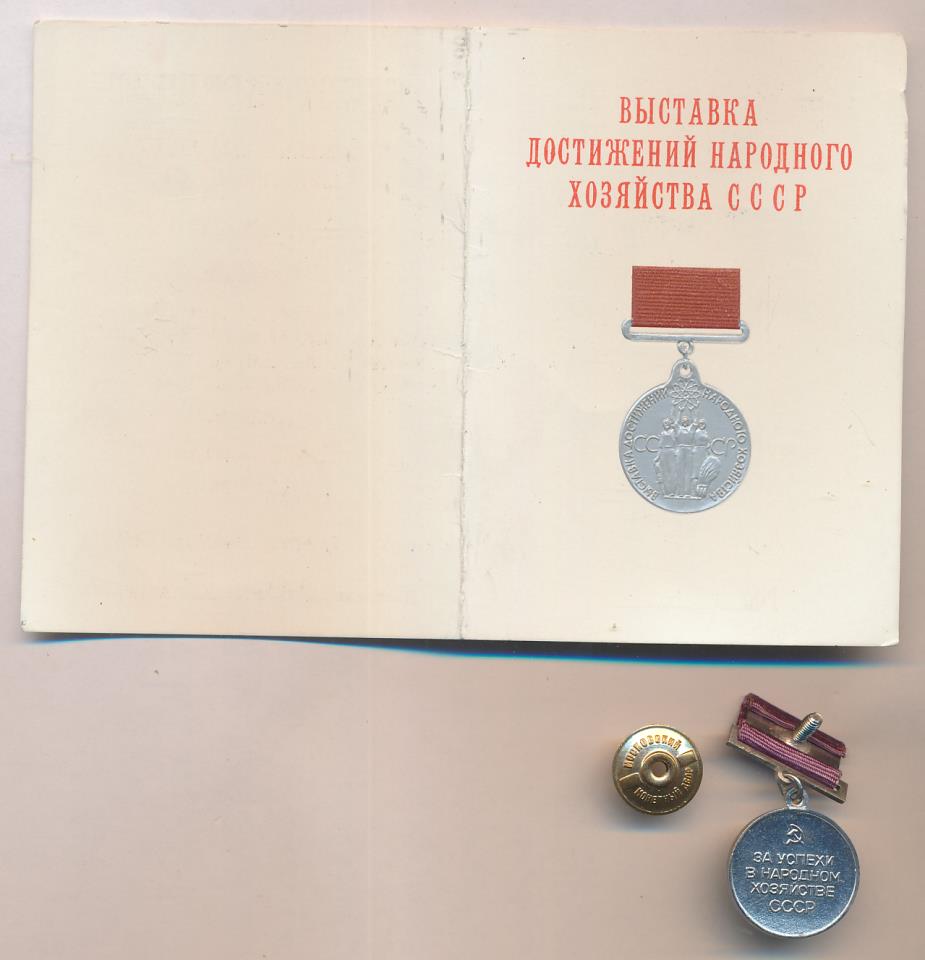 ВЫСТАВКА
ДОСТИЖЕНИЙ НАРОДНОГО
ХОЗЯЙСТВА СССР
ВЫСТАВКА ДОСТИЖЕНИЙ НАРОДНОГО ХОЗЯЙСТВА
СССР
МОСКОВСКИЙ
МОНЕТНЫЙ ДВОР
ЗА УСПЕХИ
В НАРОДНОМ
ХОЗЯЙСТВЕ
СССР